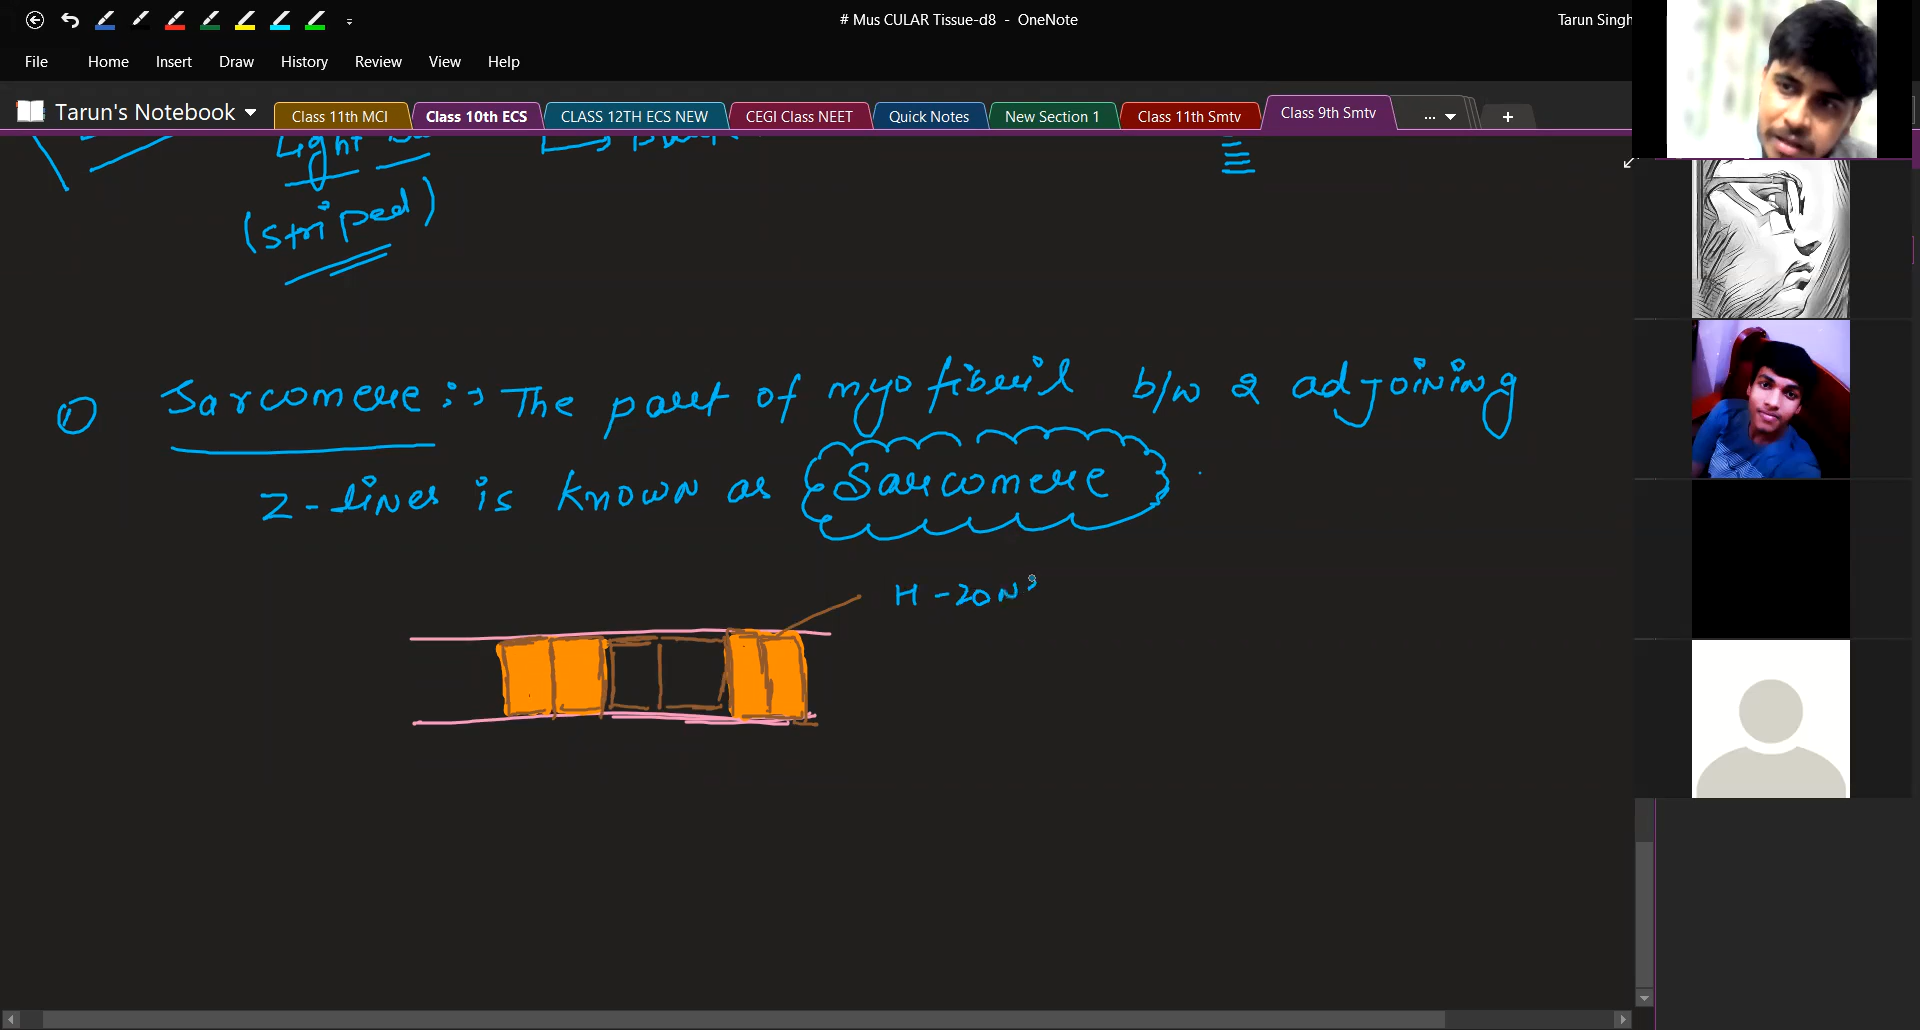 # Mus CULAR Tissue-d8 - OneNote
Tarun Singh
File Home Insert Draw History Review View Help
Tarun's Notebook
Class 11th MCI Class 10th ECS CLASS 12TH ECS NEW CEGI Class NEET Quick Notes New Section 1 Class 11th Smtv Class 9th Smtv ... +
Light
(striped)
① Sarcomere :→ The part of myofibril b/w 2 adjoining
Z-lines is known as Sarcomere
H-zone